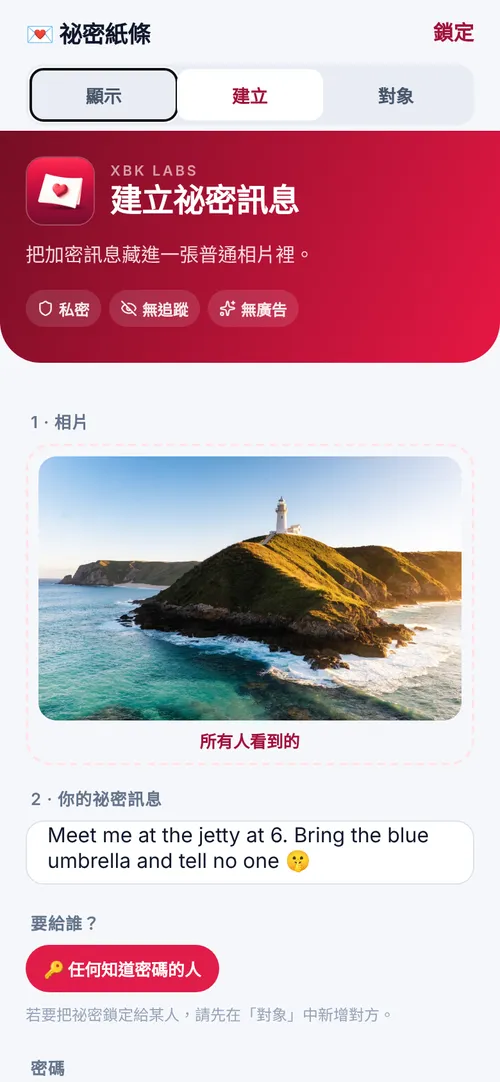 💌 祕密紙條
鎖定
顯示
建立
對象
XBK LABS
建立祕密訊息
把加密訊息藏進一張普通相片裡。
私密
無追蹤
無廣告
1 · 相片
所有人看到的
2 · 你的祕密訊息
Meet me at the jetty at 6. Bring the blue
umbrella and tell no one 🤫
要給誰？
🔑 任何知道密碼的人
若要把祕密鎖定給某人，請先在「對象」中新增對方。
密碼